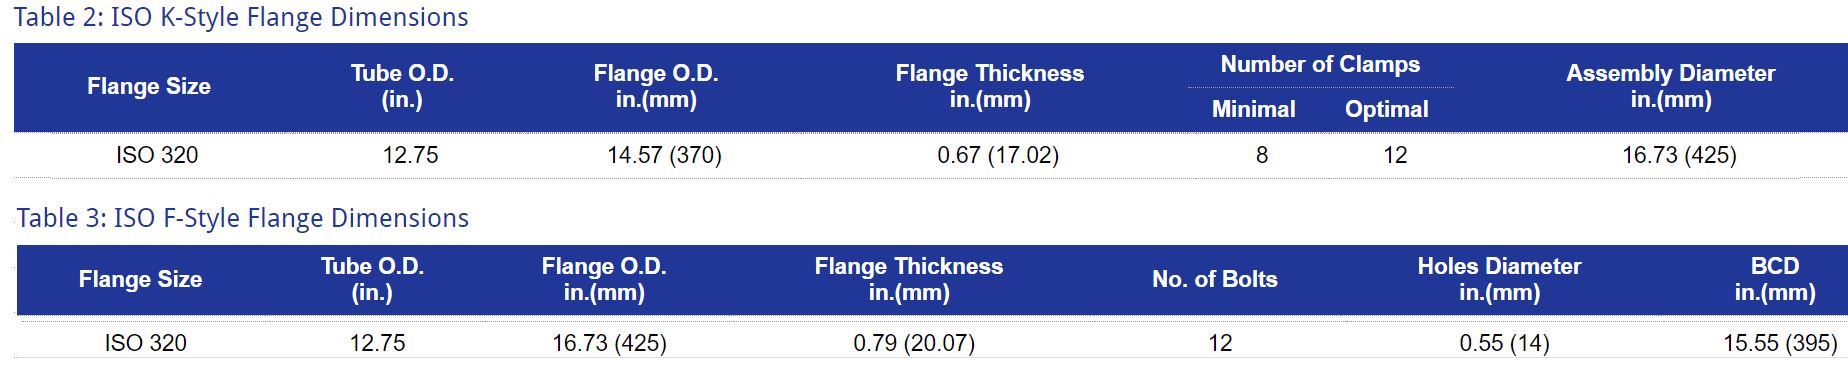 Table 2: ISO K-Style Flange Dimensions
Flange Size Tube O.D. (in.) Flange O.D. in.(mm) Flange Thickness in.(mm) Number of Clamps Minimal Optimal Assembly Diameter in.(mm)
ISO 320 12.75 14.57 (370) 0.67 (17.02) 8 12 16.73 (425)
Table 3: ISO F-Style Flange Dimensions
Flange Size Tube O.D. (in.) Flange O.D. in.(mm) Flange Thickness in.(mm) No. of Bolts Holes Diameter in.(mm) BCD in.(mm)
ISO 320 12.75 16.73 (425) 0.79 (20.07) 12 0.55 (14) 15.55 (395)